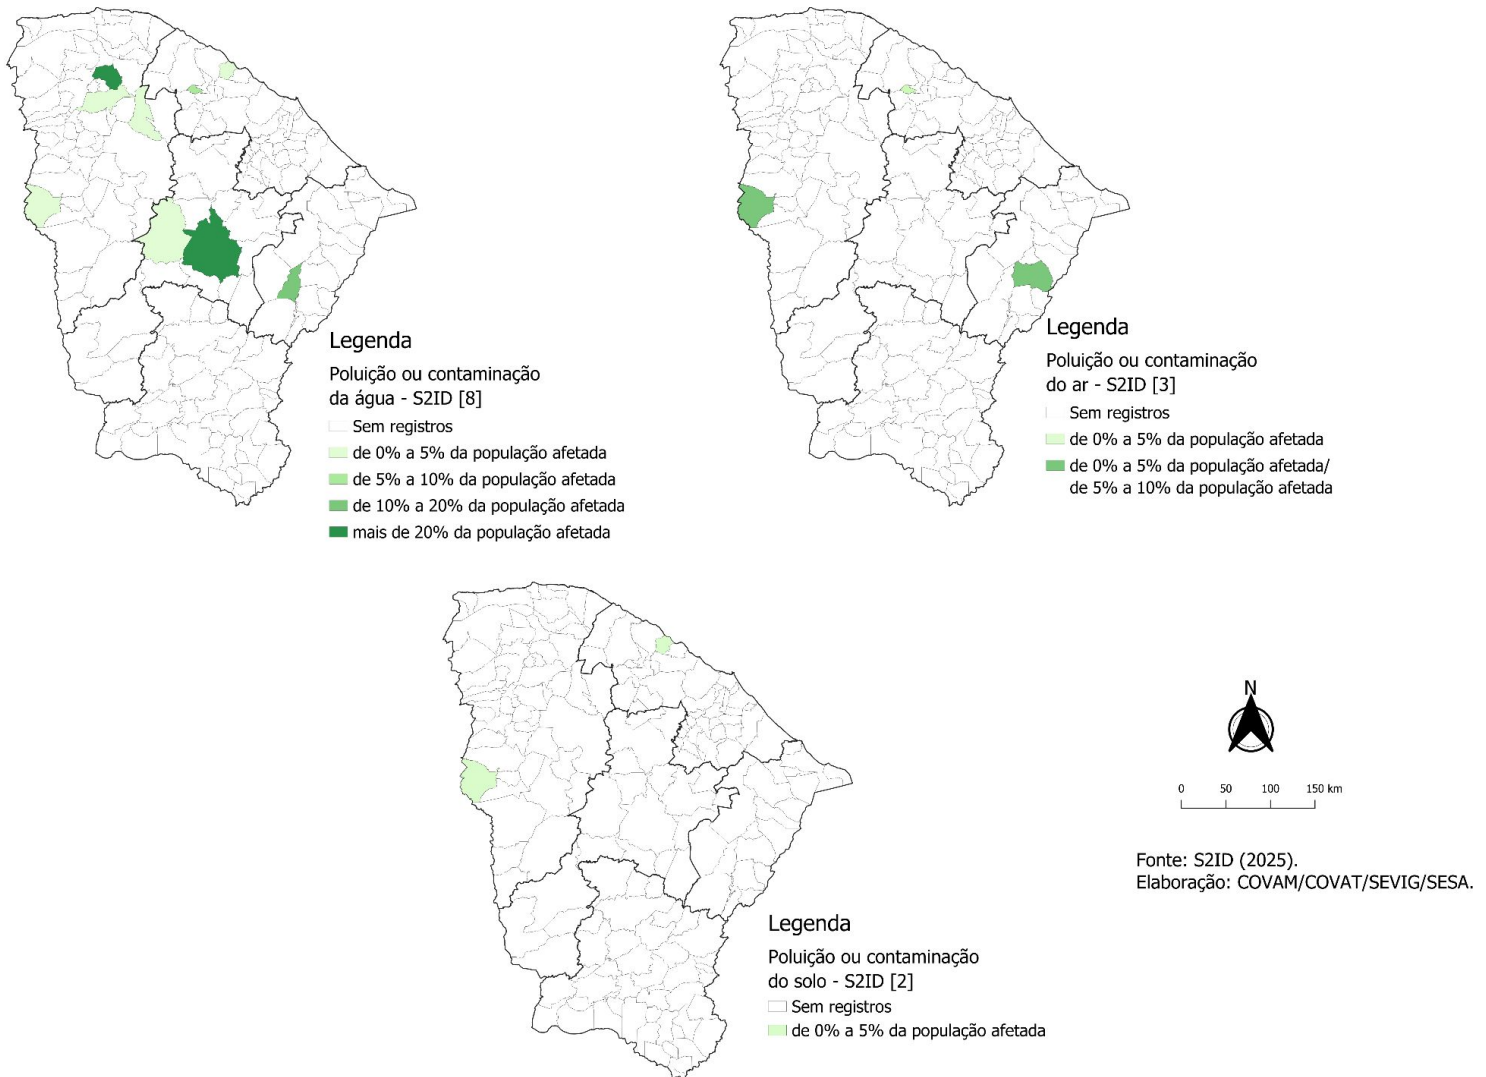 Legenda
Poluição ou contaminação
da água - S2ID [8]
Sem registros
de 0% a 5% da população afetada
de 5% a 10% da população afetada
de 10% a 20% da população afetada
mais de 20% da população afetada
Legenda
Poluição ou contaminação
do ar - S2ID [3]
Sem registros
de 0% a 5% da população afetada
de 0% a 5% da população afetada/
de 5% a 10% da população afetada
Legenda
Poluição ou contaminação
do solo - S2ID [2]
Sem registros
de 0% a 5% da população afetada
N
0 50 100 150 km
Fonte: S2ID (2025).
Elaboração: COVAM/COVAT/SEVIG/SESA.